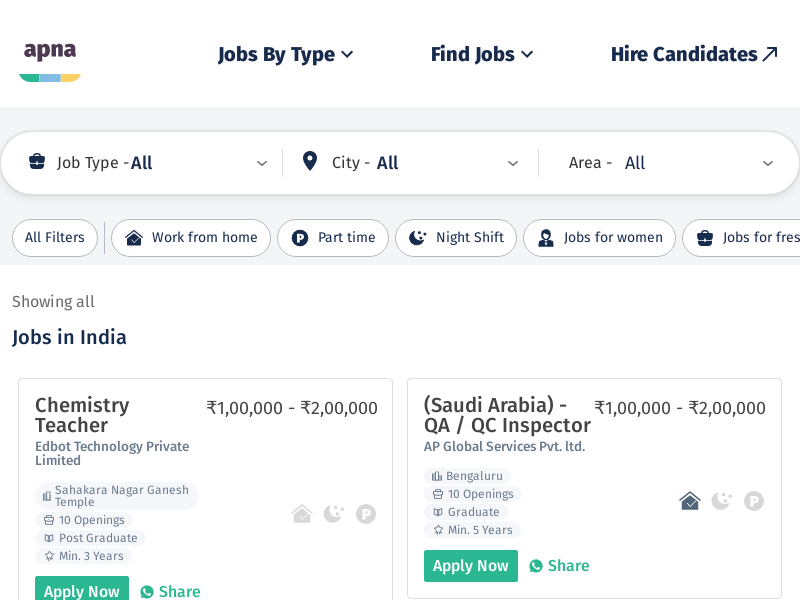 apna
Jobs By Type
Find Jobs
Hire Candidates
Job Type - All
City - All
Area - All
All Filters
Work from home
Part time
Night Shift
Jobs for women
Jobs for fres
Showing all
Jobs in India
Chemistry
Teacher
₹1,00,000 - ₹2,00,000
Edbot Technology Private
Limited
Sahakara Nagar Ganesh
Temple
10 Openings
Post Graduate
Min. 3 Years
P
Apply Now
Share
(Saudi Arabia) -
QA / QC Inspector
₹1,00,000 - ₹2,00,000
AP Global Services Pvt. ltd.
Bengaluru
10 Openings
Graduate
Min. 5 Years
P
Apply Now
Share